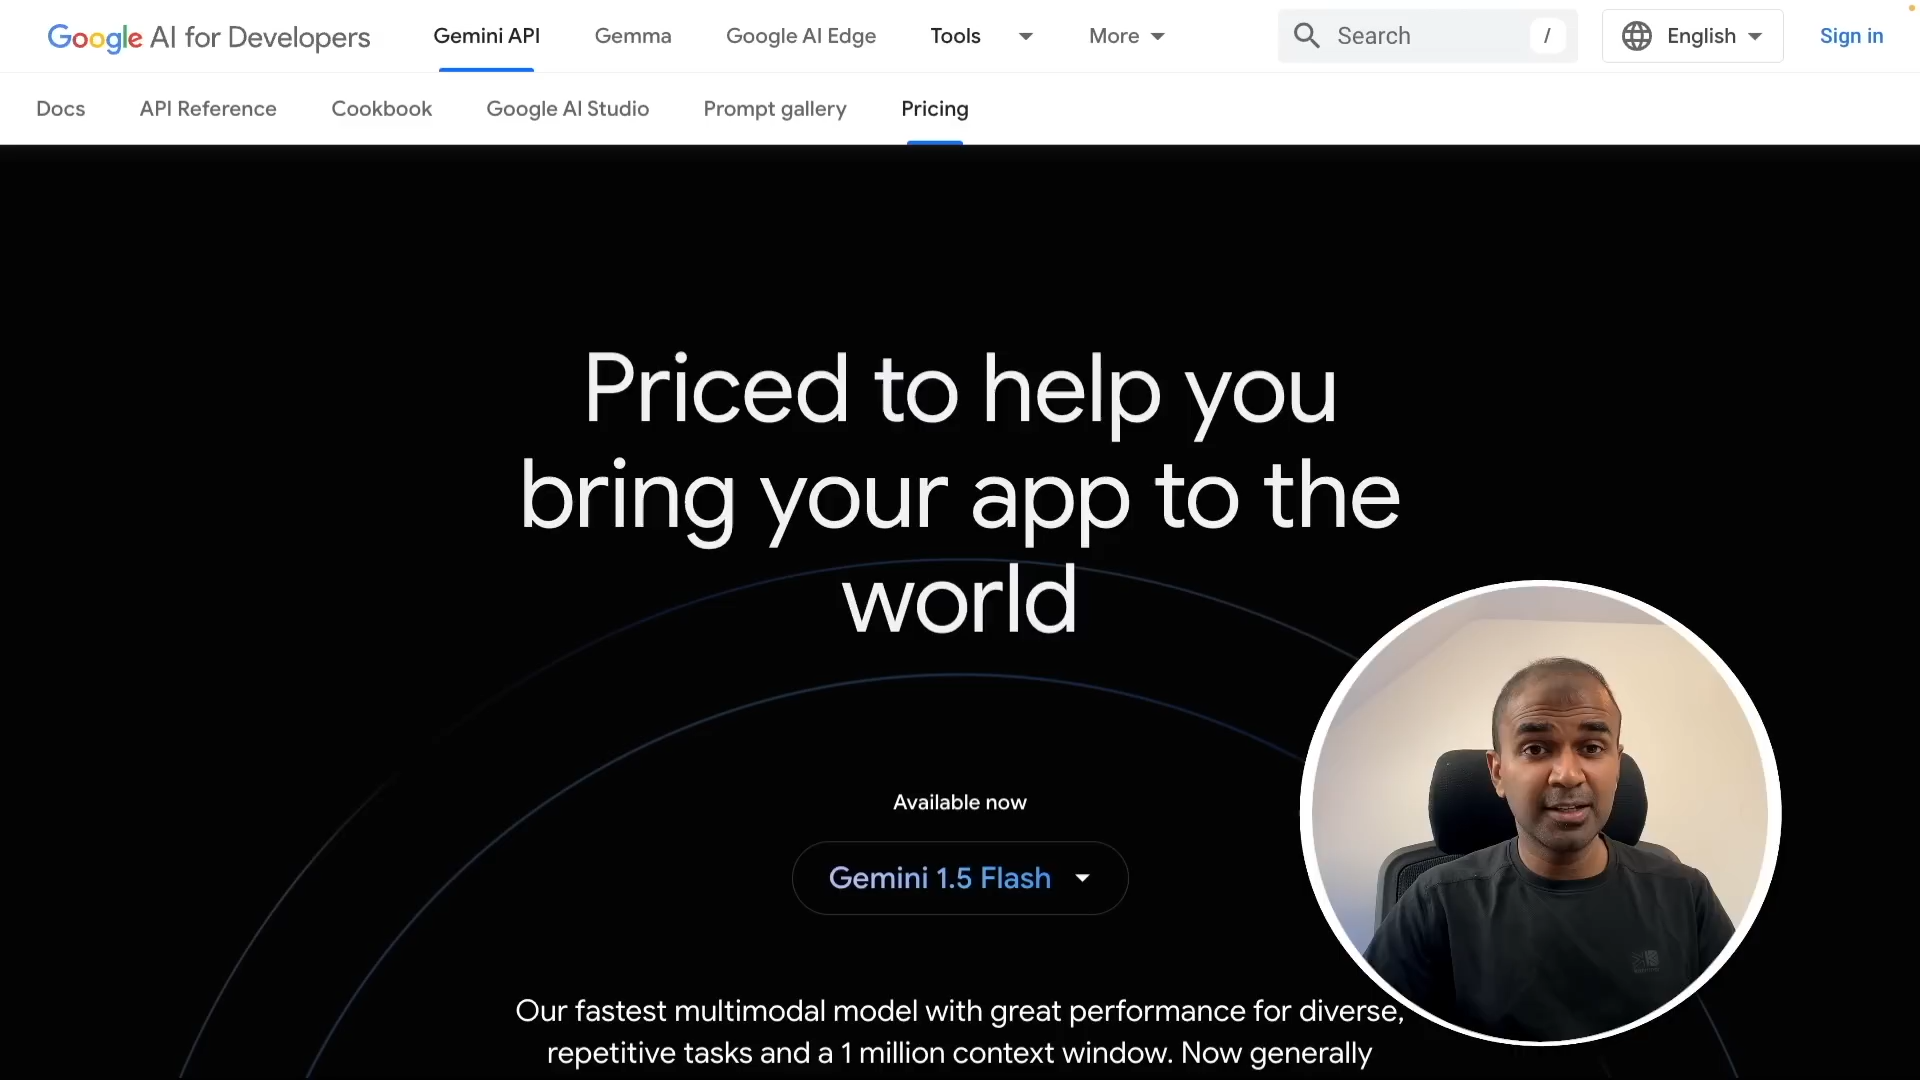 Google AI for Developers
Gemini API
Gemma
Google AI Edge
Tools
More
Search
/
English
Sign in
Docs
API Reference
Cookbook
Google AI Studio
Prompt gallery
Pricing
Priced to help you
bring your app to the
world
Available now
Gemini 1.5 Flash
Our fastest multimodal model with great performance for diverse,
repetitive tasks and a 1 million context window. Now generally